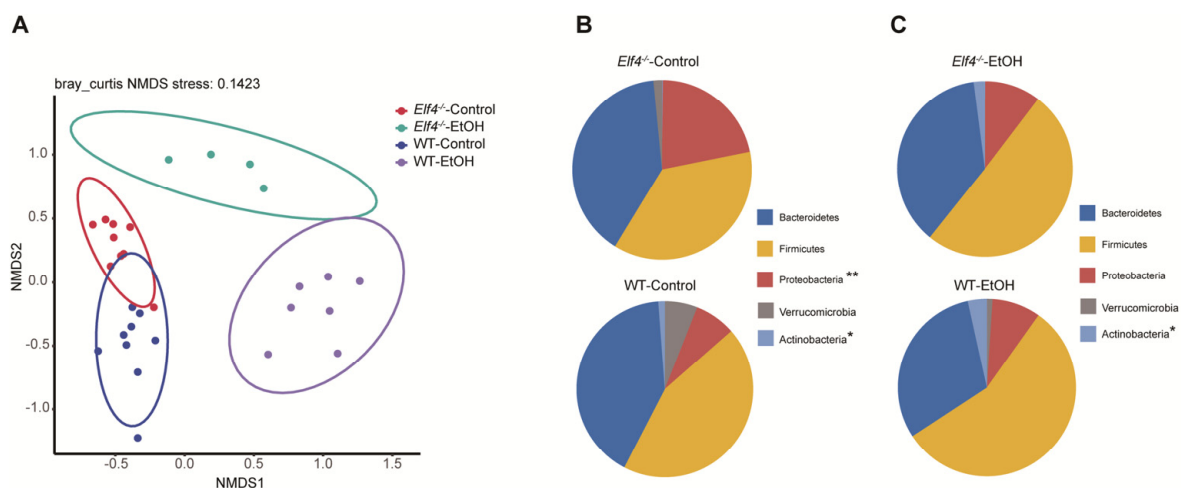 A
bray_curtis NMDS stress: 0.1423
Elf4-/--Control
Elf4-/--EtOH
WT-Control
WT-EtOH
1.0
0.5
0.0
-0.5
-1.0
NMDS2
-0.5
0.0
0.5
1.0
1.5
NMDS1
B
Elf4-/--Control
Bacteroidetes
Firmicutes
Proteobacteria**
Verrucomicrobia
Actinobacteria*
WT-Control
C
Elf4-/--EtOH
Bacteroidetes
Firmicutes
Proteobacteria
Verrucomicrobia
Actinobacteria*
WT-EtOH